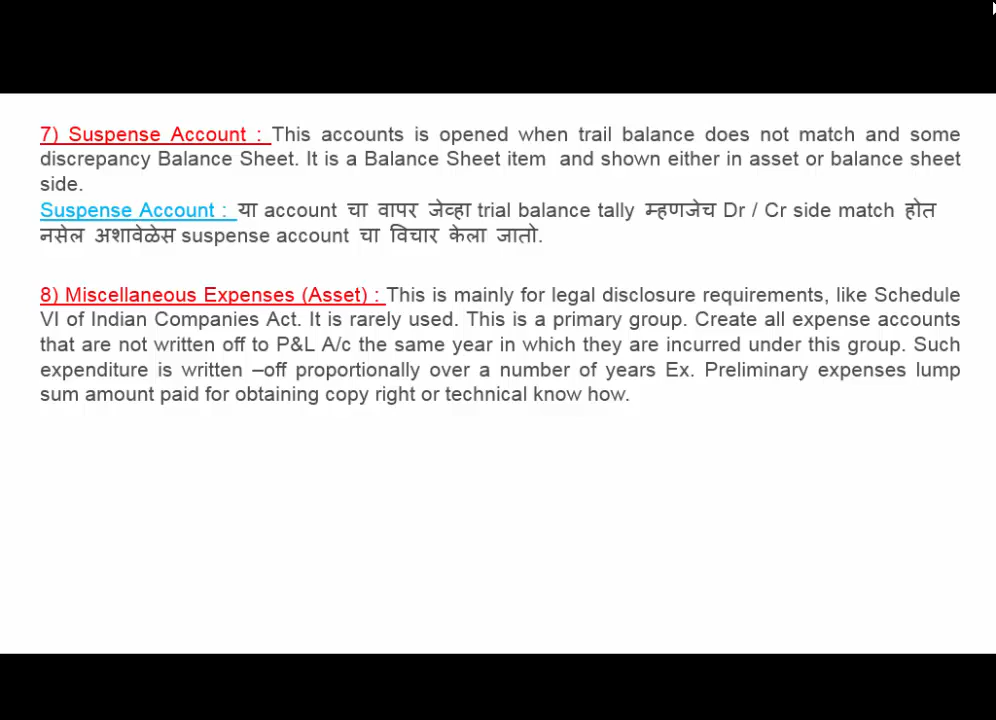 7) Suspense Account : This accounts is opened when trail balance does not match and some
discrepancy Balance Sheet. It is a Balance Sheet item and shown either in asset or balance sheet
side.
Suspense Account : या account चा वापर जेव्हा trial balance tally म्हणजेच Dr / Cr side match होत
नसेल अशावेळेस suspense account चा विचार केला जातो.
8) Miscellaneous Expenses (Asset) : This is mainly for legal disclosure requirements, like Schedule
VI of Indian Companies Act. It is rarely used. This is a primary group. Create all expense accounts
that are not written off to P&L A/c the same year in which they are incurred under this group. Such
expenditure is written –off proportionally over a number of years Ex. Preliminary expenses lump
sum amount paid for obtaining copy right or technical know how.